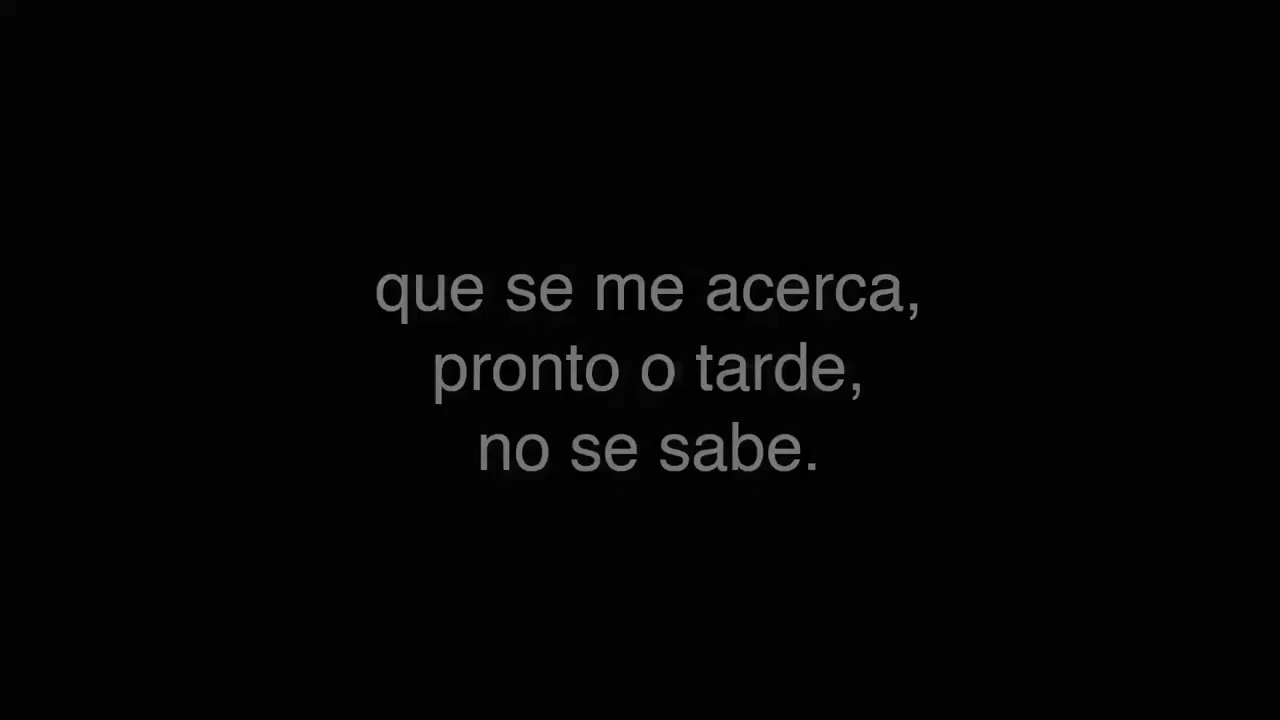 que se me acerca,
pronto o tarde,
no se sabe.